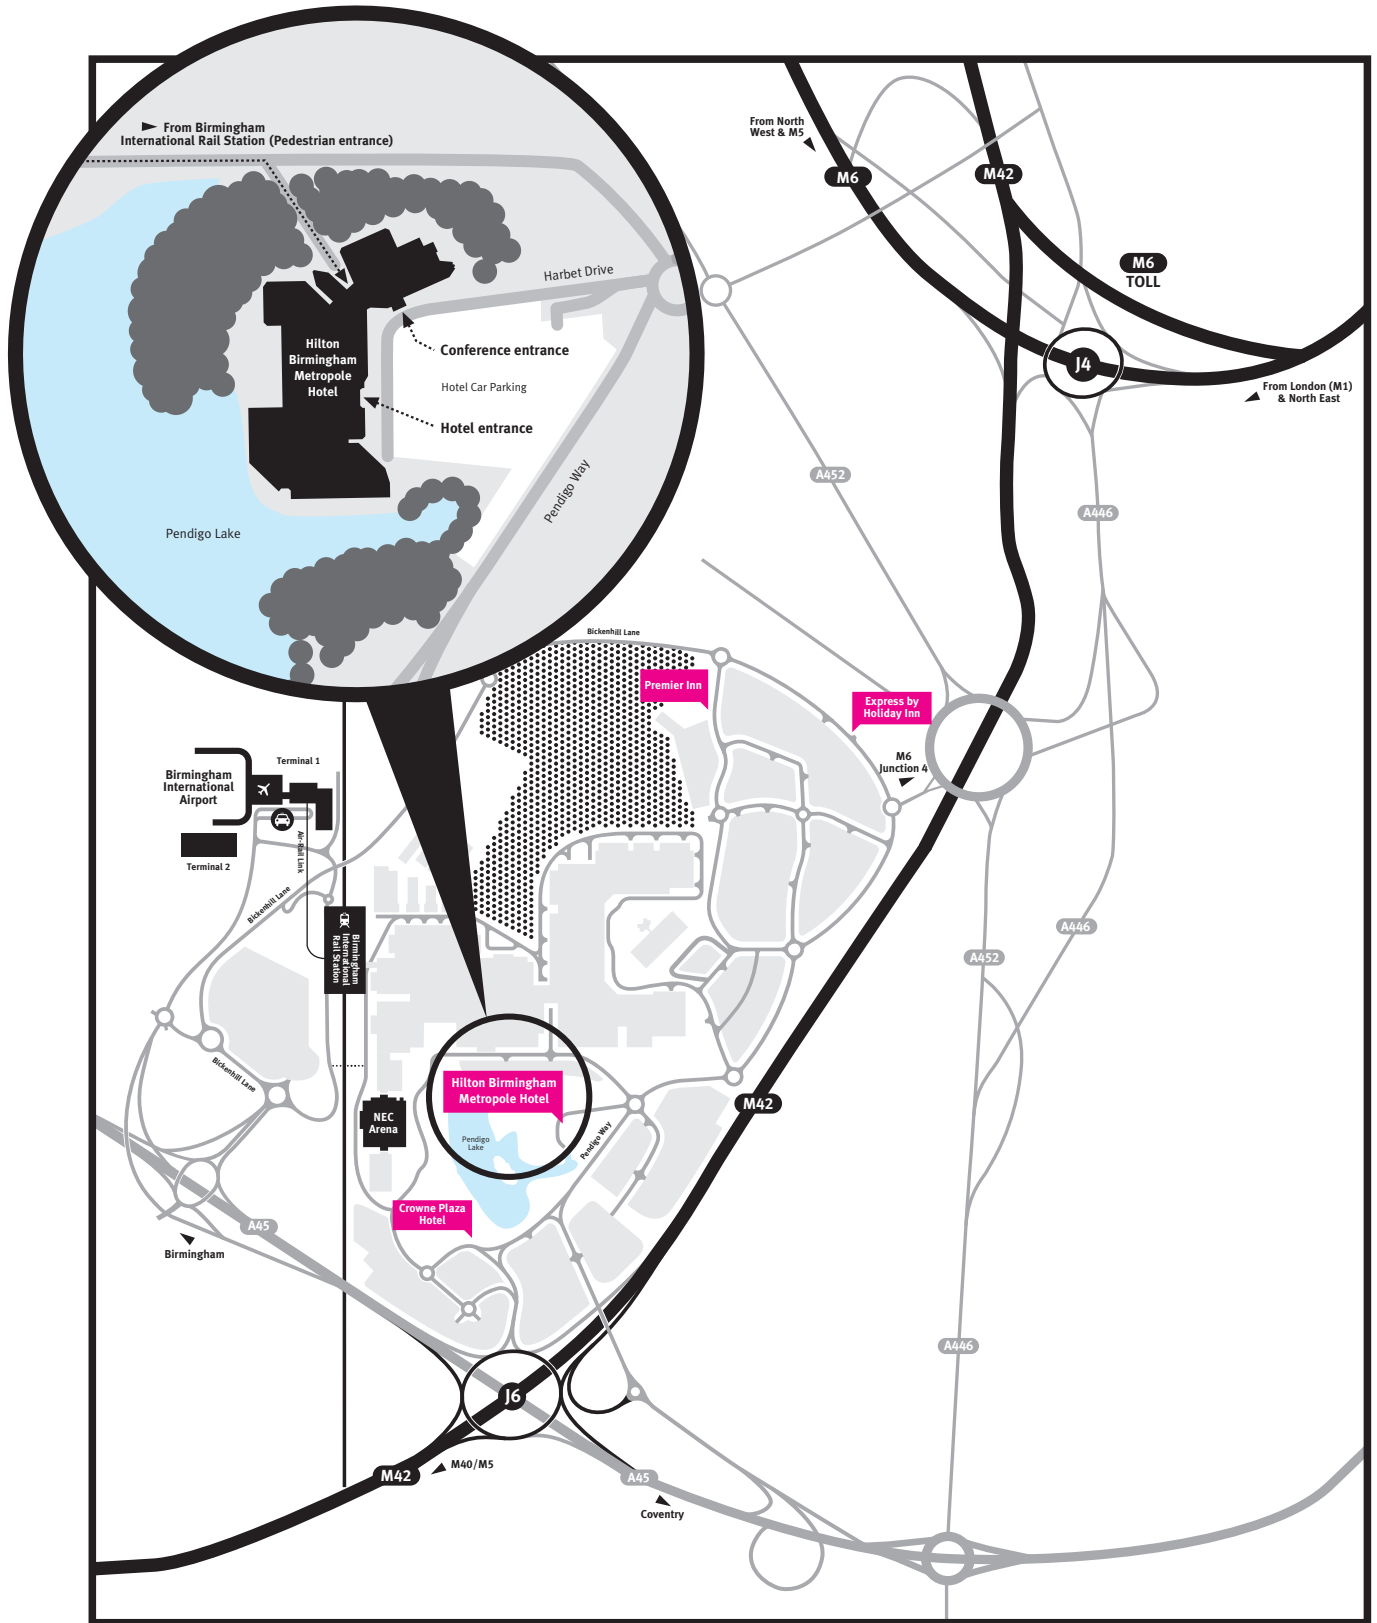 From Birmingham
International Rail Station (Pedestrian entrance)
Harbet Drive
Hilton
Birmingham
Metropole
Hotel
Conference entrance
Hotel Car Parking
Hotel entrance
Pendigo Way
Pendigo Lake
From North
West & M5
M6
M42
M6
TOLL
J4
From London (M1)
& North East
A452
A446
Bickenhill Lane
Premier Inn
Express by
Holiday Inn
M6
Junction 4
Terminal 1
Birmingham
International
Airport
Terminal 2
Air-Rail Link
Bickenhill Lane
Birmingham
International
Rail Station
A446
A452
Bickenhill Lane
Hilton Birmingham
Metropole Hotel
M42
NEC
Arena
Pendigo
Lake
Pendigo Way
Crowne Plaza
Hotel
A45
Birmingham
A446
J6
M40/M5
M42
A45
Coventry